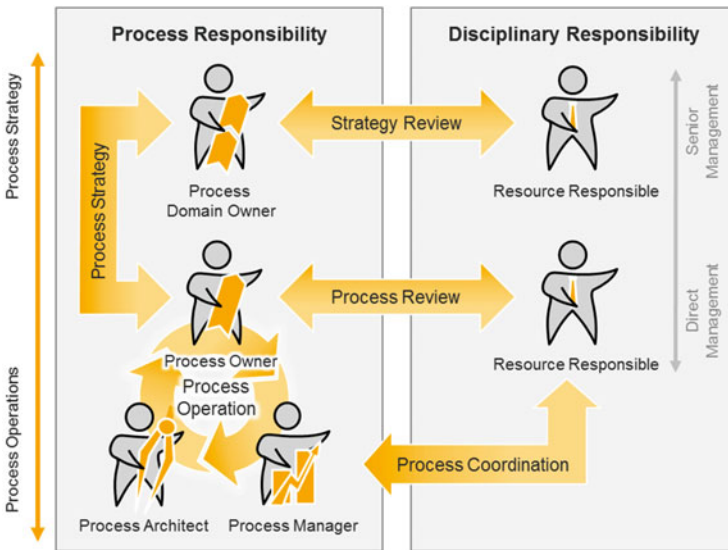 Process Responsibility
Disciplinary Responsibility
Process Strategy
Process Operations
Process Strategy
Strategy Review
Senior
Management
Process
Domain Owner
Resource Responsible
Process Review
Direct
Management
Process Owner
Resource Responsible
Process
Operation
Process Coordination
Process Architect
Process Manager